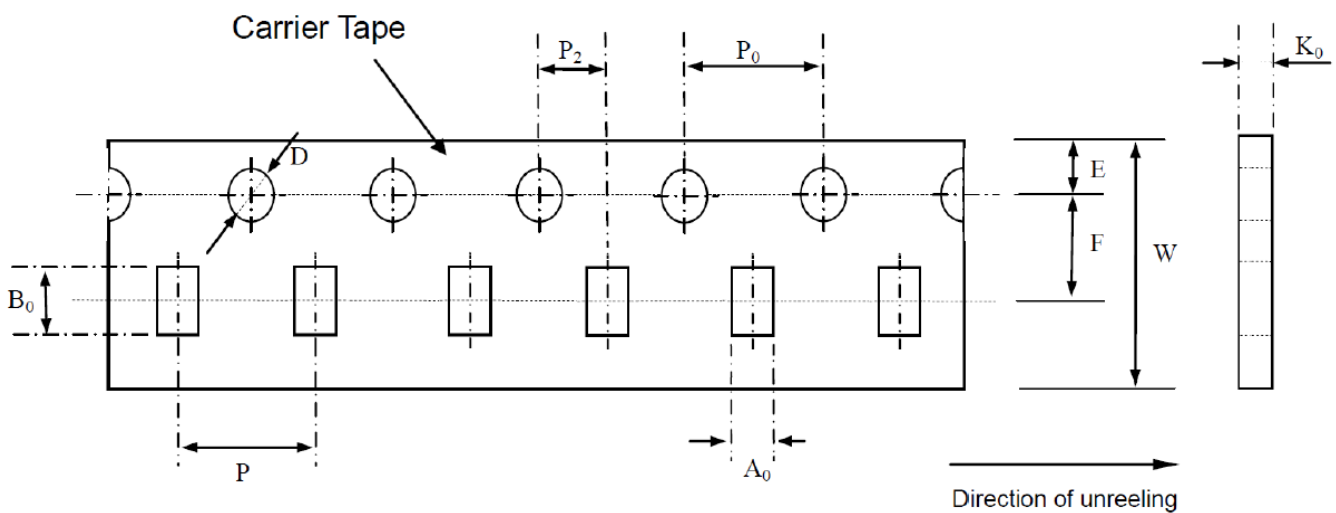 Carrier Tape
P₂
P₀
K₀
D
E
F
W
B₀
P
A₀
Direction of unreeling